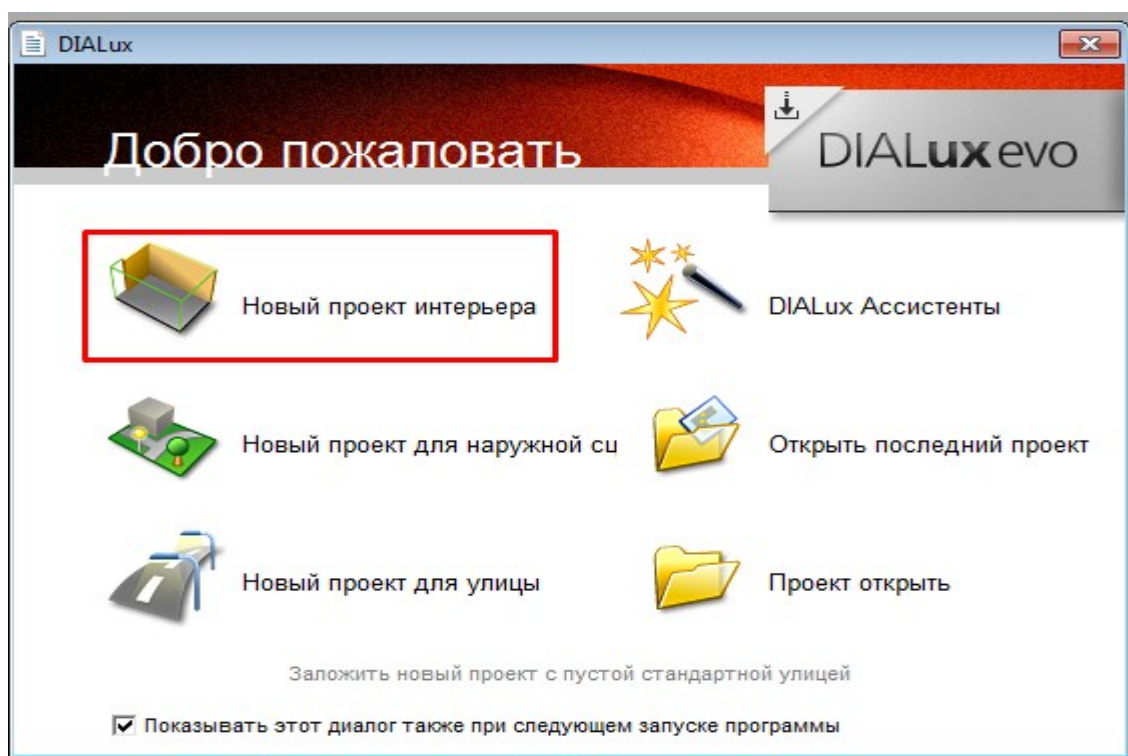 DIALux
Добро пожаловать
DIALux evo
Новый проект интерьера
DIALux Ассистенты
Новый проект для наружной сц
Открыть последний проект
Новый проект для улицы
Проект открыть
Заложить новый проект с пустой стандартной улицей
Показывать этот диалог также при следующем запуске программы